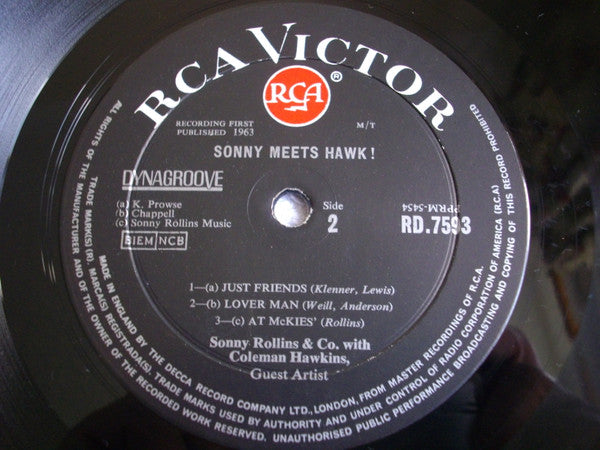 RCA VICTOR
RCA ®
RECORDING FIRST
PUBLISHED 1963
M/T
SONNY MEETS HAWK!
DYNAGROOVE
(a) K. Prowse
(b) Chappell
(c) Sonny Rollins Music
BIEM NCB
Side
2
RD.7593
PPRM-5454
1—(a) JUST FRIENDS (Klenner, Lewis)
2—(b) LOVER MAN (Weill, Anderson)
3—(c) AT McKIES' (Rollins)
Sonny Rollins & Co. with
Coleman Hawkins,
Guest Artist
ALL RIGHTS OF THE MANUFACTURER AND OF THE OWNER OF THE RECORDED WORK RESERVED. UNAUTHORISED PUBLIC PERFORMANCE BROADCASTING AND COPYING OF THIS RECORD PROHIBITED
TRADE MARK(S) (R). MARCA(S) REGISTRADA(S). TRADE MARKS USED BY AUTHORITY AND UNDER CONTROL OF RADIO CORPORATION OF AMERICA (R.C.A)
MADE IN ENGLAND BY THE DECCA RECORD COMPANY LTD., LONDON, FROM MASTER RECORDINGS OF R.C.A.